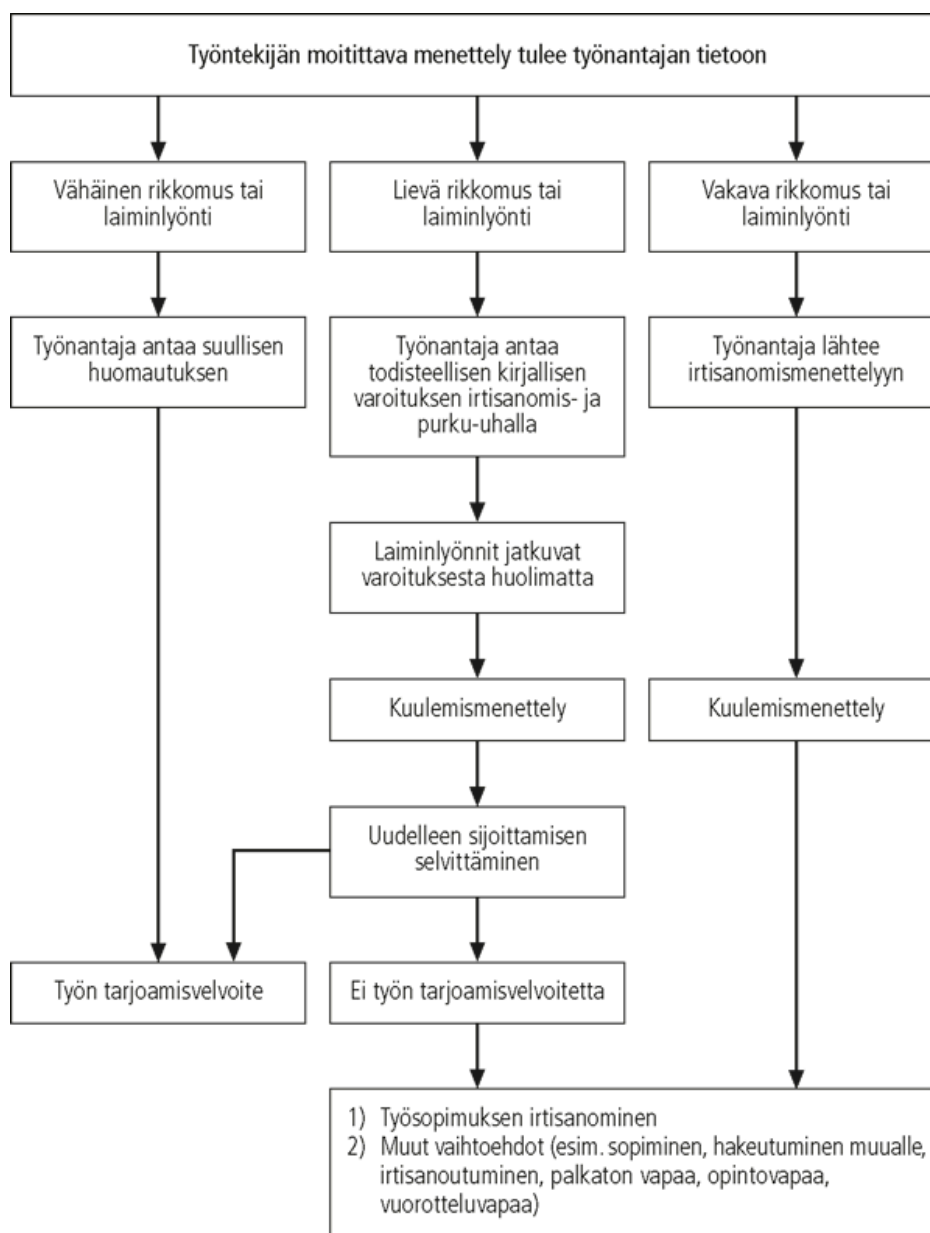 Työntekijän moitittava menettely tulee työnantajan tietoon
Vähäinen rikkomus tai
laiminlyönti
Lievä rikkomus tai
laiminlyönti
Vakava rikkomus tai
laiminlyönti
Työnantaja antaa suullisen
huomautuksen
Työnantaja antaa
todisteellisen kirjallisen
varoituksen irtisanomis- ja
purku-uhalla
Työnantaja lähtee
irtisanomismenettelyyn
Laiminlyönnit jatkuvat
varoituksesta huolimatta
Kuulemismenettely
Kuulemismenettely
Uudelleen sijoittamisen
selvittäminen
Työn tarjoamisvelvoite
Ei työn tarjoamisvelvoitetta
1) Työsopimuksen irtisanominen
2) Muut vaihtoehdot (esim. sopiminen, hakeutuminen muualle,
irtisanoutuminen, palkaton vapaa, opintovapaa,
vuorotteluvapaa)